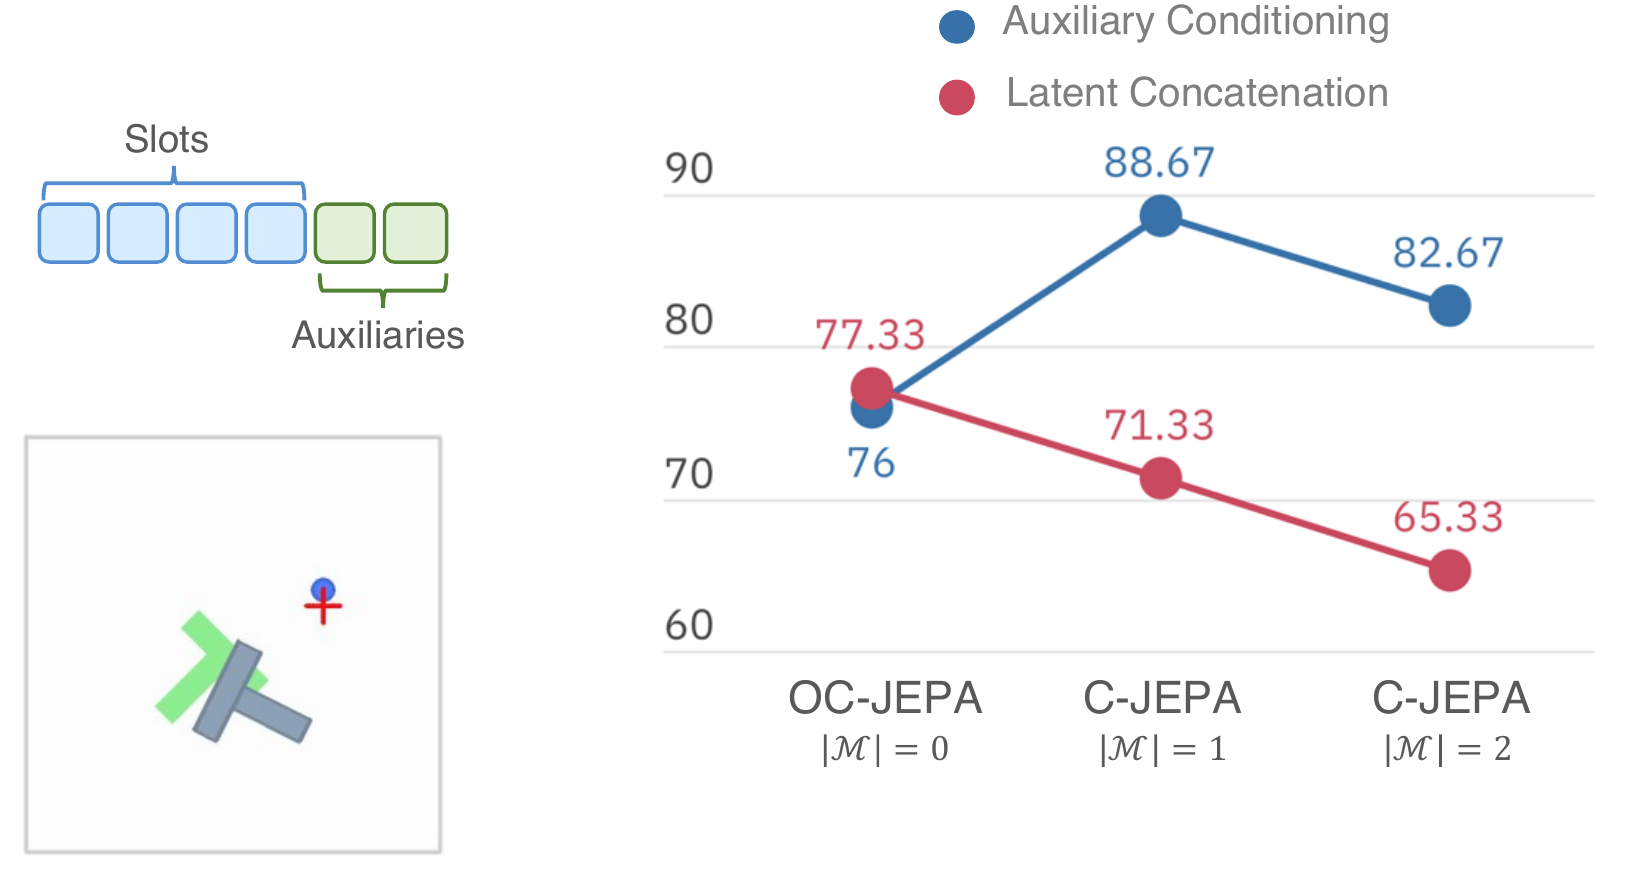 Slots
Auxiliaries
Auxiliary Conditioning
Latent Concatenation
90
88.67
82.67
80
77.33
71.33
76
70
65.33
60
OC-JEPA
C-JEPA
C-JEPA
|ℳ| = 0
|ℳ| = 1
|ℳ| = 2